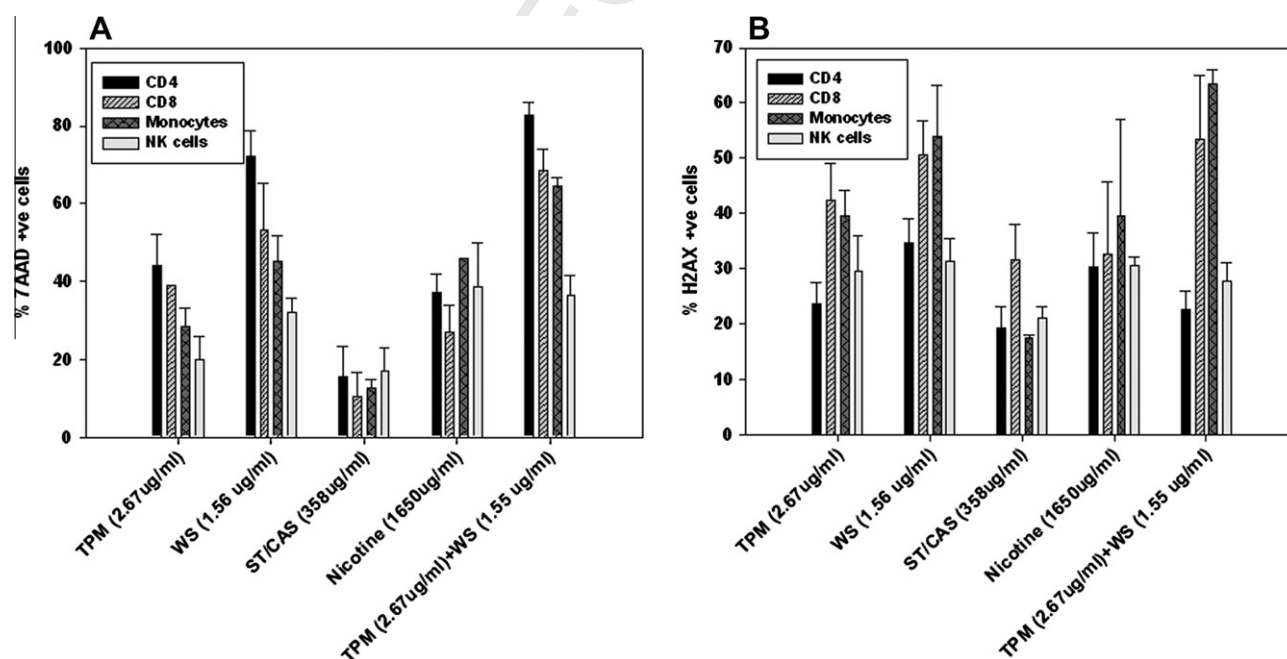 A
% 7AAD +ve cells
100
80
60
40
20
0
CD4
CD8
Monocytes
NK cells
TPM (2.67ug/ml)
WS (1.56 ug/ml)
ST/CAS (358ug/ml)
Nicotine (1650ug/ml)
TPM (2.67ug/ml)+WS (1.55 ug/ml)
B
% H2AX +ve cells
70
60
50
40
30
20
10
0
CD4
CD8
Monocytes
NK cells
TPM (2.67ug/ml)
WS (1.56 ug/ml)
ST/CAS (358ug/ml)
Nicotine (1650ug/ml)
TPM (2.67ug/ml)+WS (1.55 ug/ml)